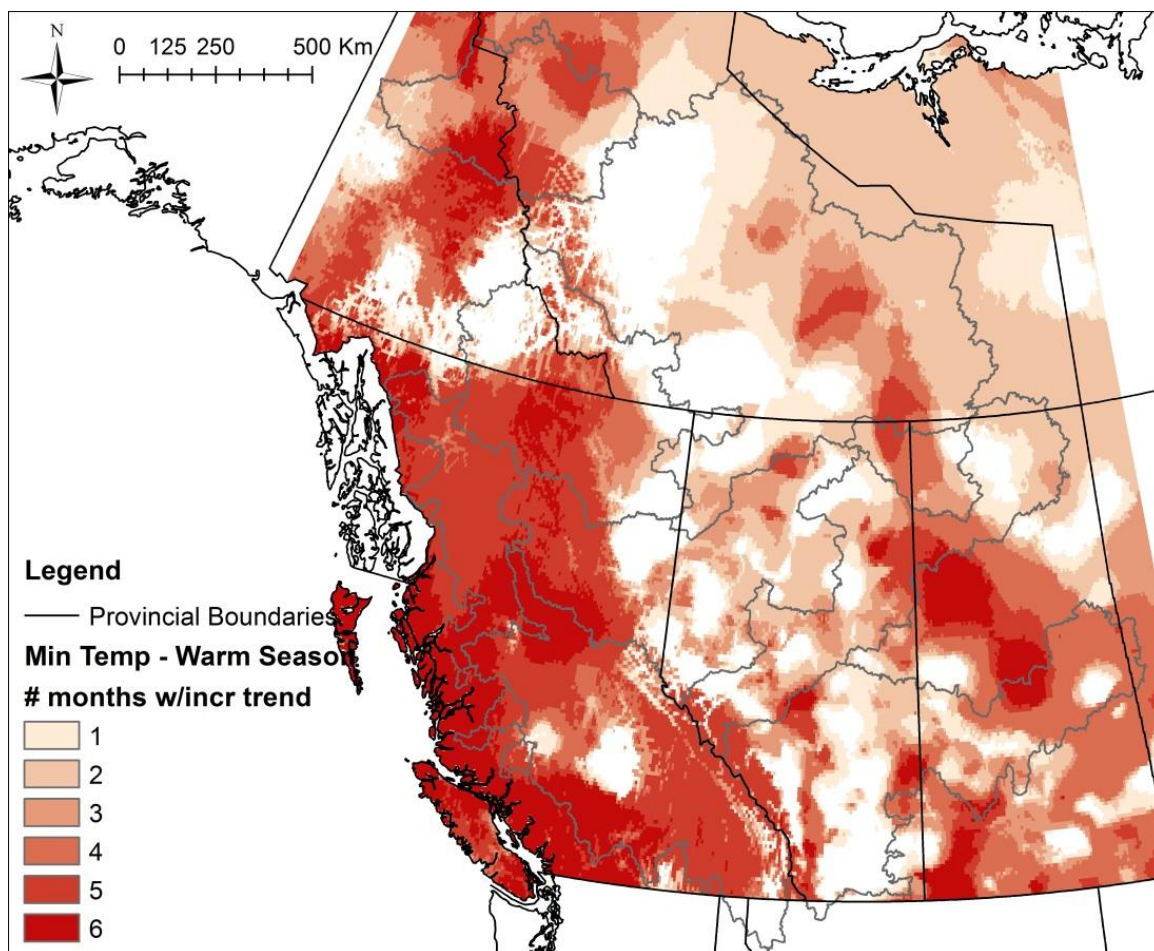 N
0 125 250 500 Km
Legend
Provincial Boundaries
Min Temp - Warm Season
# months w/incr trend
1
2
3
4
5
6